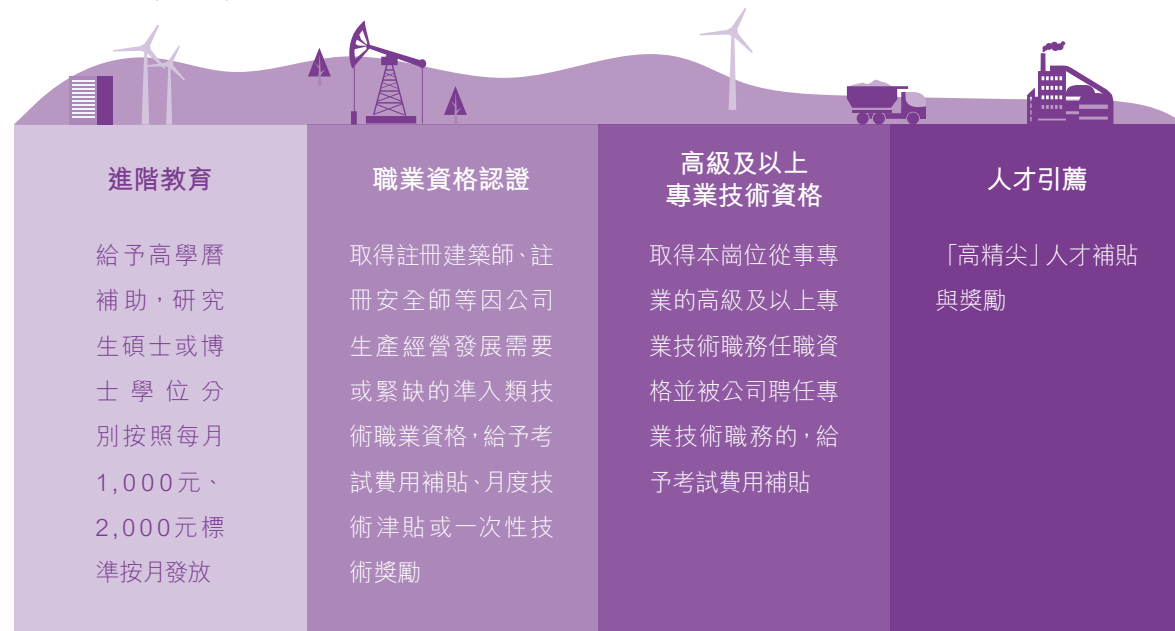 進階教育
給予高學曆
補助，研究
生碩士或博
士學位分
別按照每月
1,000元、
2,000元標
準按月發放
職業資格認證
取得註冊建築師、註
冊安全師等因公司
生產經營發展需要
或緊缺的準入類技
術職業資格，給予考
試費用補貼、月度技
術津貼或一次性技
術獎勵
高級及以上
專業技術資格
取得本崗位從事專
業的高級及以上專
業技術職務任職資
格並被公司聘任專
業技術職務的，給
予考試費用補貼
人才引薦
「高精尖」人才補貼
與獎勵